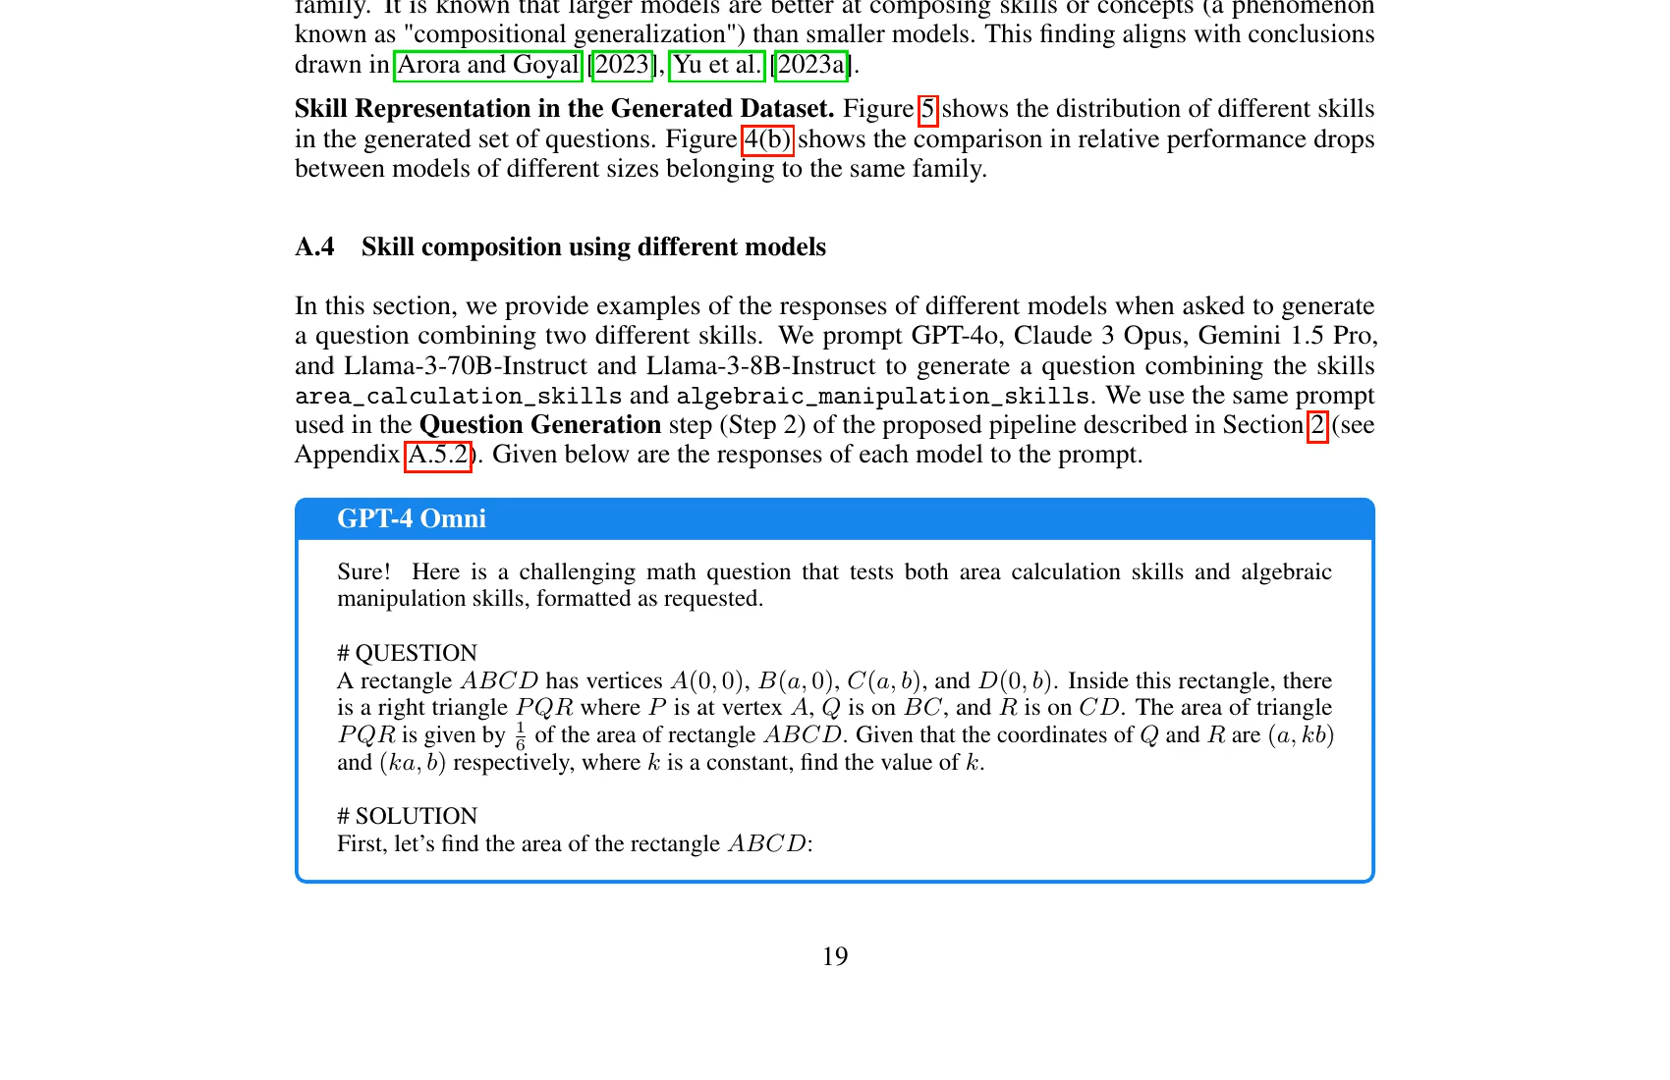 family. It is known that larger models are better at composing skills or concepts (a phenomenon
known as "compositional generalization") than smaller models. This finding aligns with conclusions
drawn in Arora and Goyal [2023], Yu et al. [2023a].
Skill Representation in the Generated Dataset. Figure 5 shows the distribution of different skills
in the generated set of questions. Figure 4(b) shows the comparison in relative performance drops
between models of different sizes belonging to the same family.
A.4 Skill composition using different models
In this section, we provide examples of the responses of different models when asked to generate
a question combining two different skills. We prompt GPT-4o, Claude 3 Opus, Gemini 1.5 Pro,
and Llama-3-70B-Instruct and Llama-3-8B-Instruct to generate a question combining the skills
area_calculation_skills and algebraic_manipulation_skills. We use the same prompt
used in the Question Generation step (Step 2) of the proposed pipeline described in Section 2 (see
Appendix A.5.2). Given below are the responses of each model to the prompt.
GPT-4 Omni
Sure! Here is a challenging math question that tests both area calculation skills and algebraic
manipulation skills, formatted as requested.
# QUESTION
A rectangle ABCD has vertices A(0, 0), B(a, 0), C(a, b), and D(0, b). Inside this rectangle, there
is a right triangle PQR where P is at vertex A, Q is on BC, and R is on CD. The area of triangle
PQR is given by 1/6 of the area of rectangle ABCD. Given that the coordinates of Q and R are (a, kb)
and (ka, b) respectively, where k is a constant, find the value of k.
# SOLUTION
First, let's find the area of the rectangle ABCD:
19